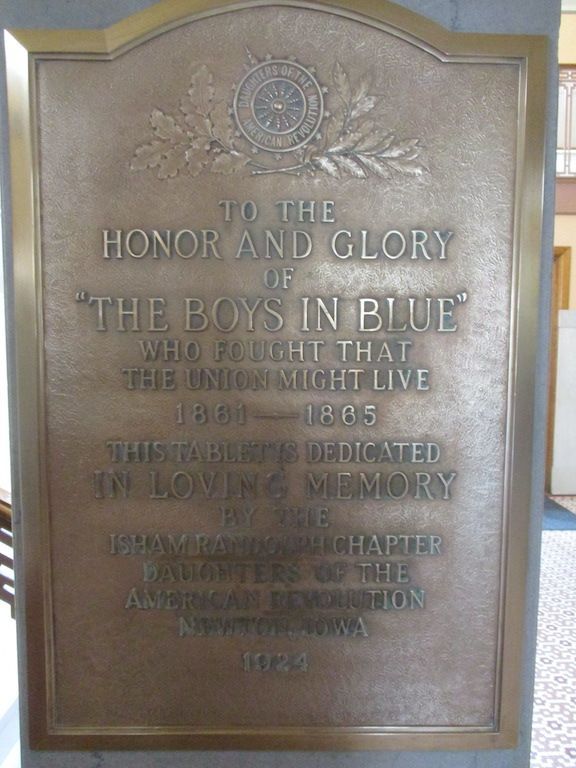 DAUGHTERS OF THE
AMERICAN REVOLUTION
TO THE
HONOR AND GLORY
OF
"THE BOYS IN BLUE"
WHO FOUGHT THAT
THE UNION MIGHT LIVE
1861—1865
THIS TABLET IS DEDICATED
IN LOVING MEMORY
BY THE
ISHAM RANDOLPH CHAPTER
DAUGHTERS OF THE
AMERICAN REVOLUTION
NEWTON, IOWA
1924